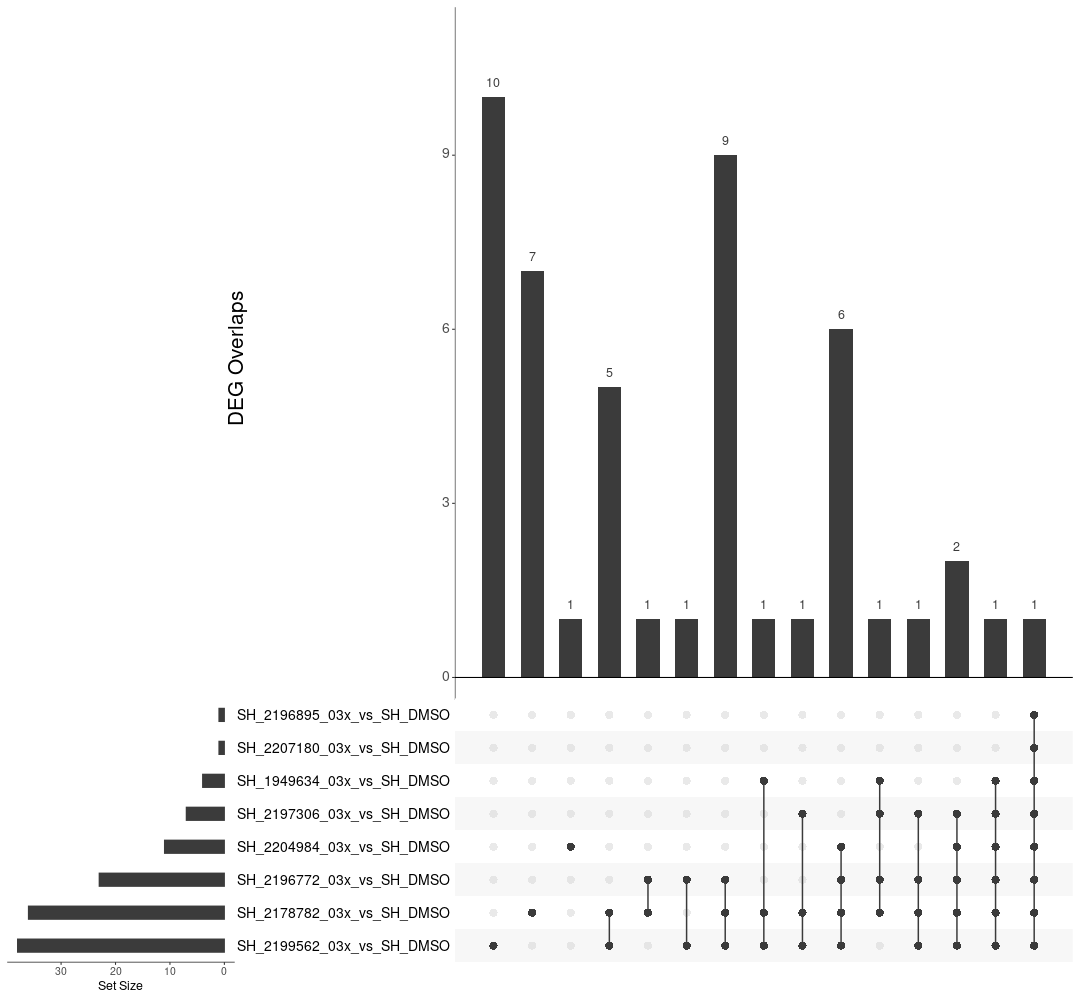 10
9
9
7
6
6
DEG Overlaps
5
3
2
1
1
1
1
1
1
1
1
1
0
SH_2196895_03x_vs_SH_DMSO
SH_2207180_03x_vs_SH_DMSO
SH_1949634_03x_vs_SH_DMSO
SH_2197306_03x_vs_SH_DMSO
SH_2204984_03x_vs_SH_DMSO
SH_2196772_03x_vs_SH_DMSO
SH_2178782_03x_vs_SH_DMSO
SH_2199562_03x_vs_SH_DMSO
30 20 10 0
Set Size